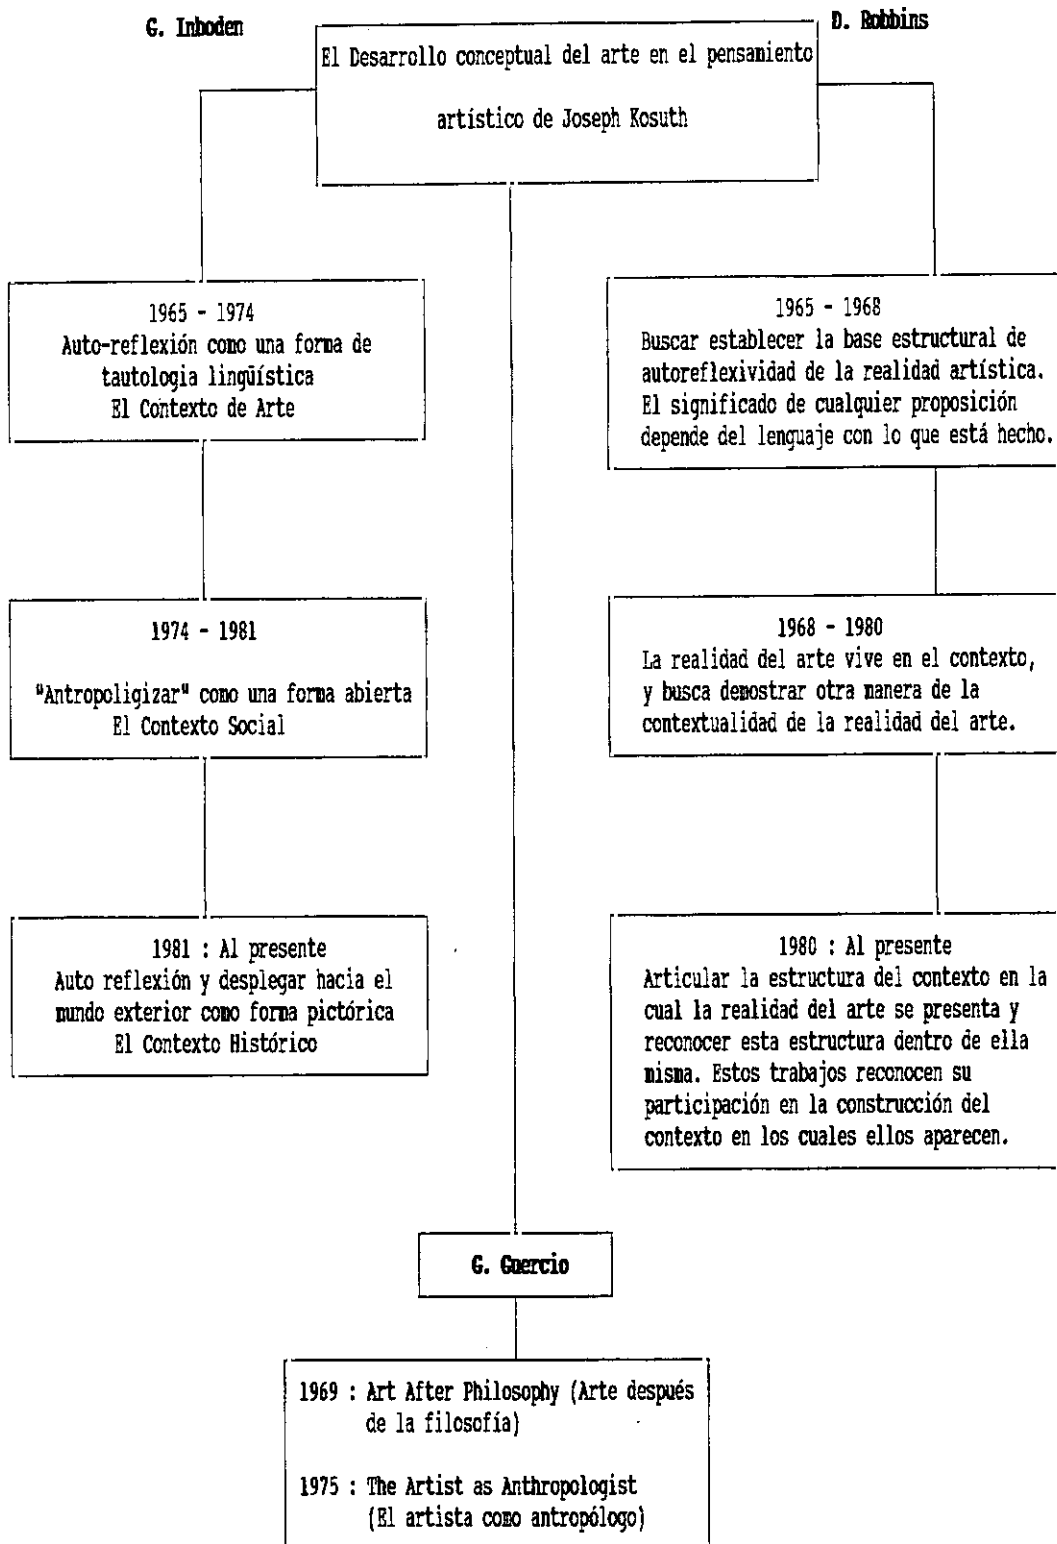 G. Inboden
D. Robbins
El Desarrollo conceptual del arte en el pensamiento
artístico de Joseph Kosuth
1965 - 1974
Auto-reflexión como una forma de
tautologia lingüística
El Contexto de Arte
1974 - 1981
"Antropoligizar" como una forma abierta
El Contexto Social
1981 : Al presente
Auto reflexión y desplegar hacia el
mundo exterior como forma pictórica
El Contexto Histórico
1965 - 1968
Buscar establecer la base estructural de
autoreflexividad de la realidad artística.
El significado de cualquier proposición
depende del lenguaje con lo que está hecho.
1968 - 1980
La realidad del arte vive en el contexto,
y busca demostrar otra manera de la
contextualidad de la realidad del arte.
1980 : Al presente
Articular la estructura del contexto en la
cual la realidad del arte se presenta y
reconocer esta estructura dentro de ella
misma. Estos trabajos reconocen su
participación en la construcción del
contexto en los cuales ellos aparecen.
G. Guercio
1969 : Art After Philosophy (Arte después
de la filosofía)
1975 : The Artist as Anthropologist
(El artista como antropólogo)